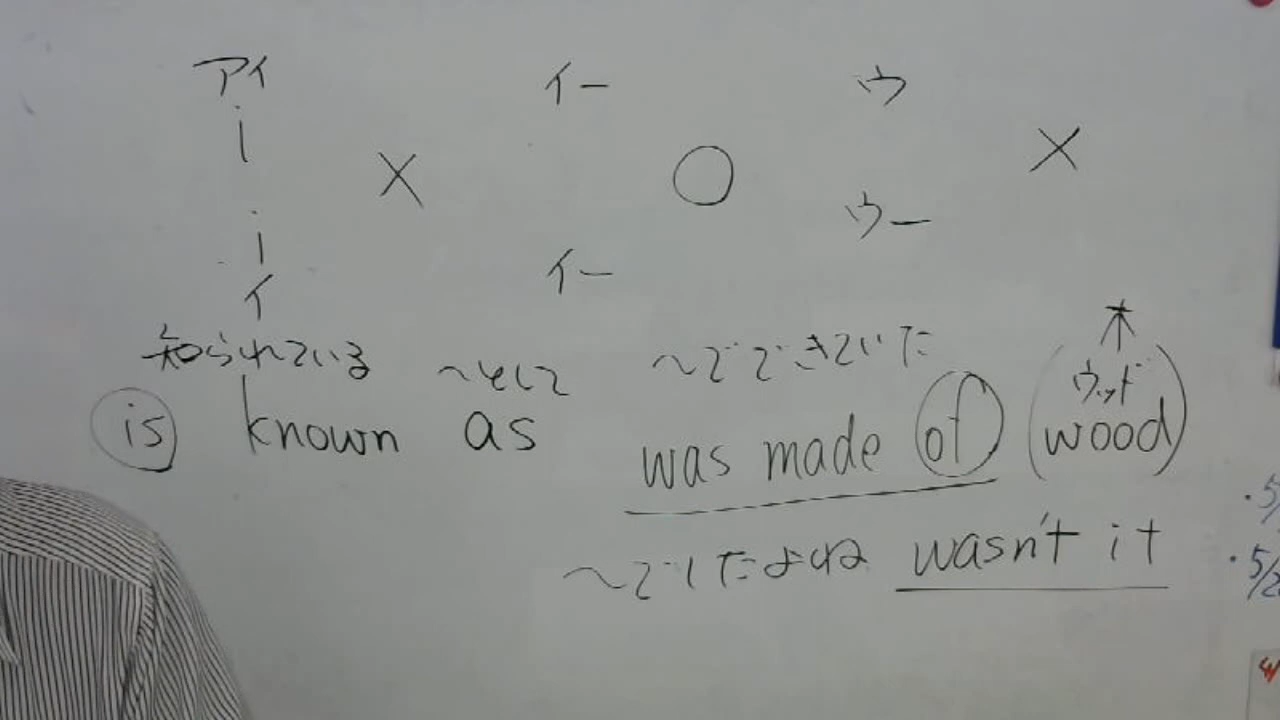 アイ イー ウ
i × ○ ×
i ウー
イ イー
木
知られている ～そして ～でできていた ウッド
is known as was made of (wood)
～でしたよね wasn't it